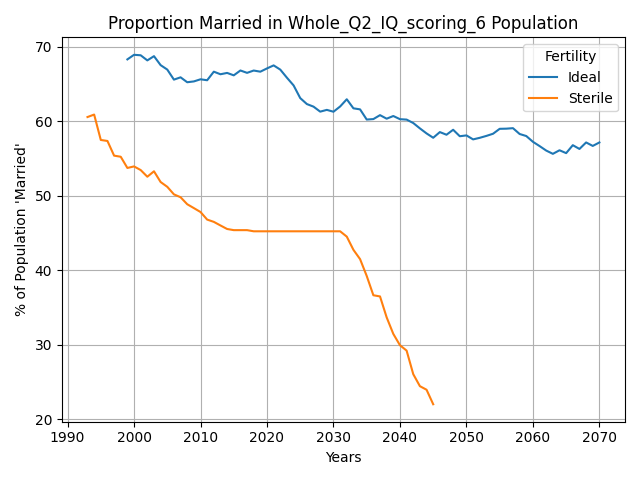 Proportion Married in Whole_Q2_IQ_scoring_6 Population
% of Population 'Married'
70
60
50
40
30
20
Fertility
Ideal
Sterile
1990 2000 2010 2020 2030 2040 2050 2060 2070
Years